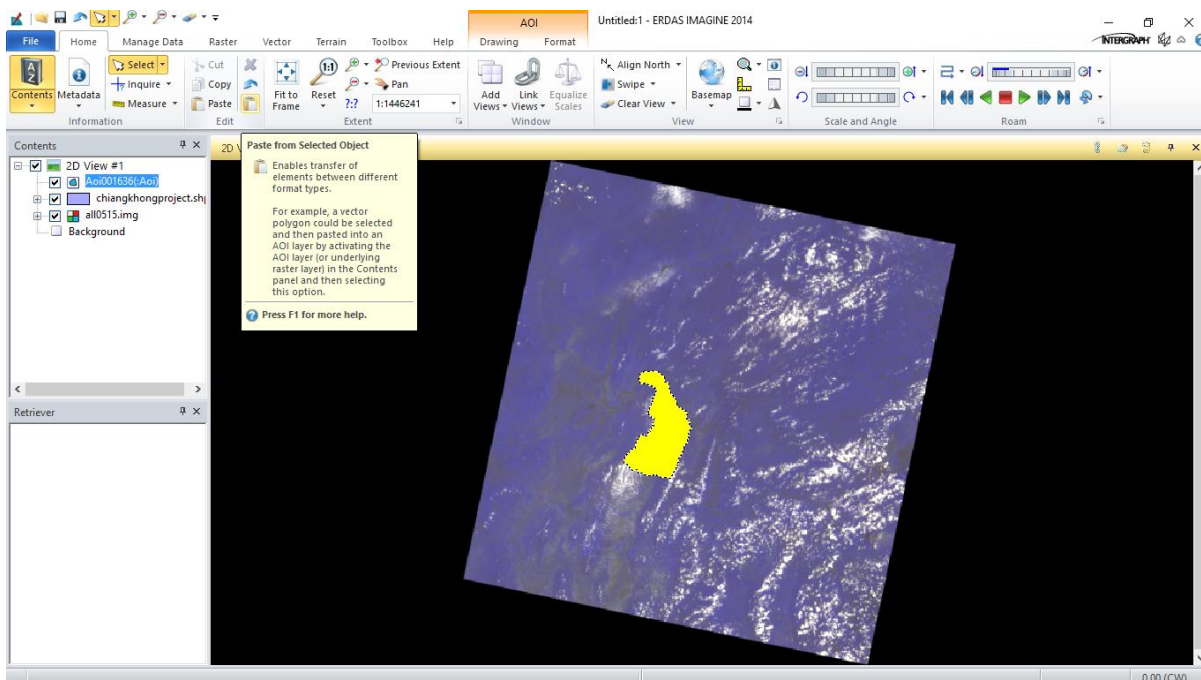 AOI
Untitled:1 - ERDAS IMAGINE 2014
File Home Manage Data Raster Vector Terrain Toolbox Help Drawing Format
INTERGRAPH
Contents
Metadata
Select
Inquire
Measure
Information
Cut
Copy
Paste
Edit
Fit to Frame
1:1
Reset
Previous Extent
Pan
?:? 1:1446241
Extent
Add Views
Link Views
Equalize Scales
Window
Align North
Swipe
Clear View
Basemap
View
Scale and Angle
Roam
Contents
2D View #1
Aoi001636(:Aoi)
chiangkhongproject.shp
all0515.img
Background
Retriever
2D V
Paste from Selected Object
Enables transfer of
elements between different
format types.
For example, a vector
polygon could be selected
and then pasted into an
AOI layer by activating the
AOI layer (or underlying
raster layer) in the Contents
panel and then selecting
this option.
Press F1 for more help.
0.00 (CW)